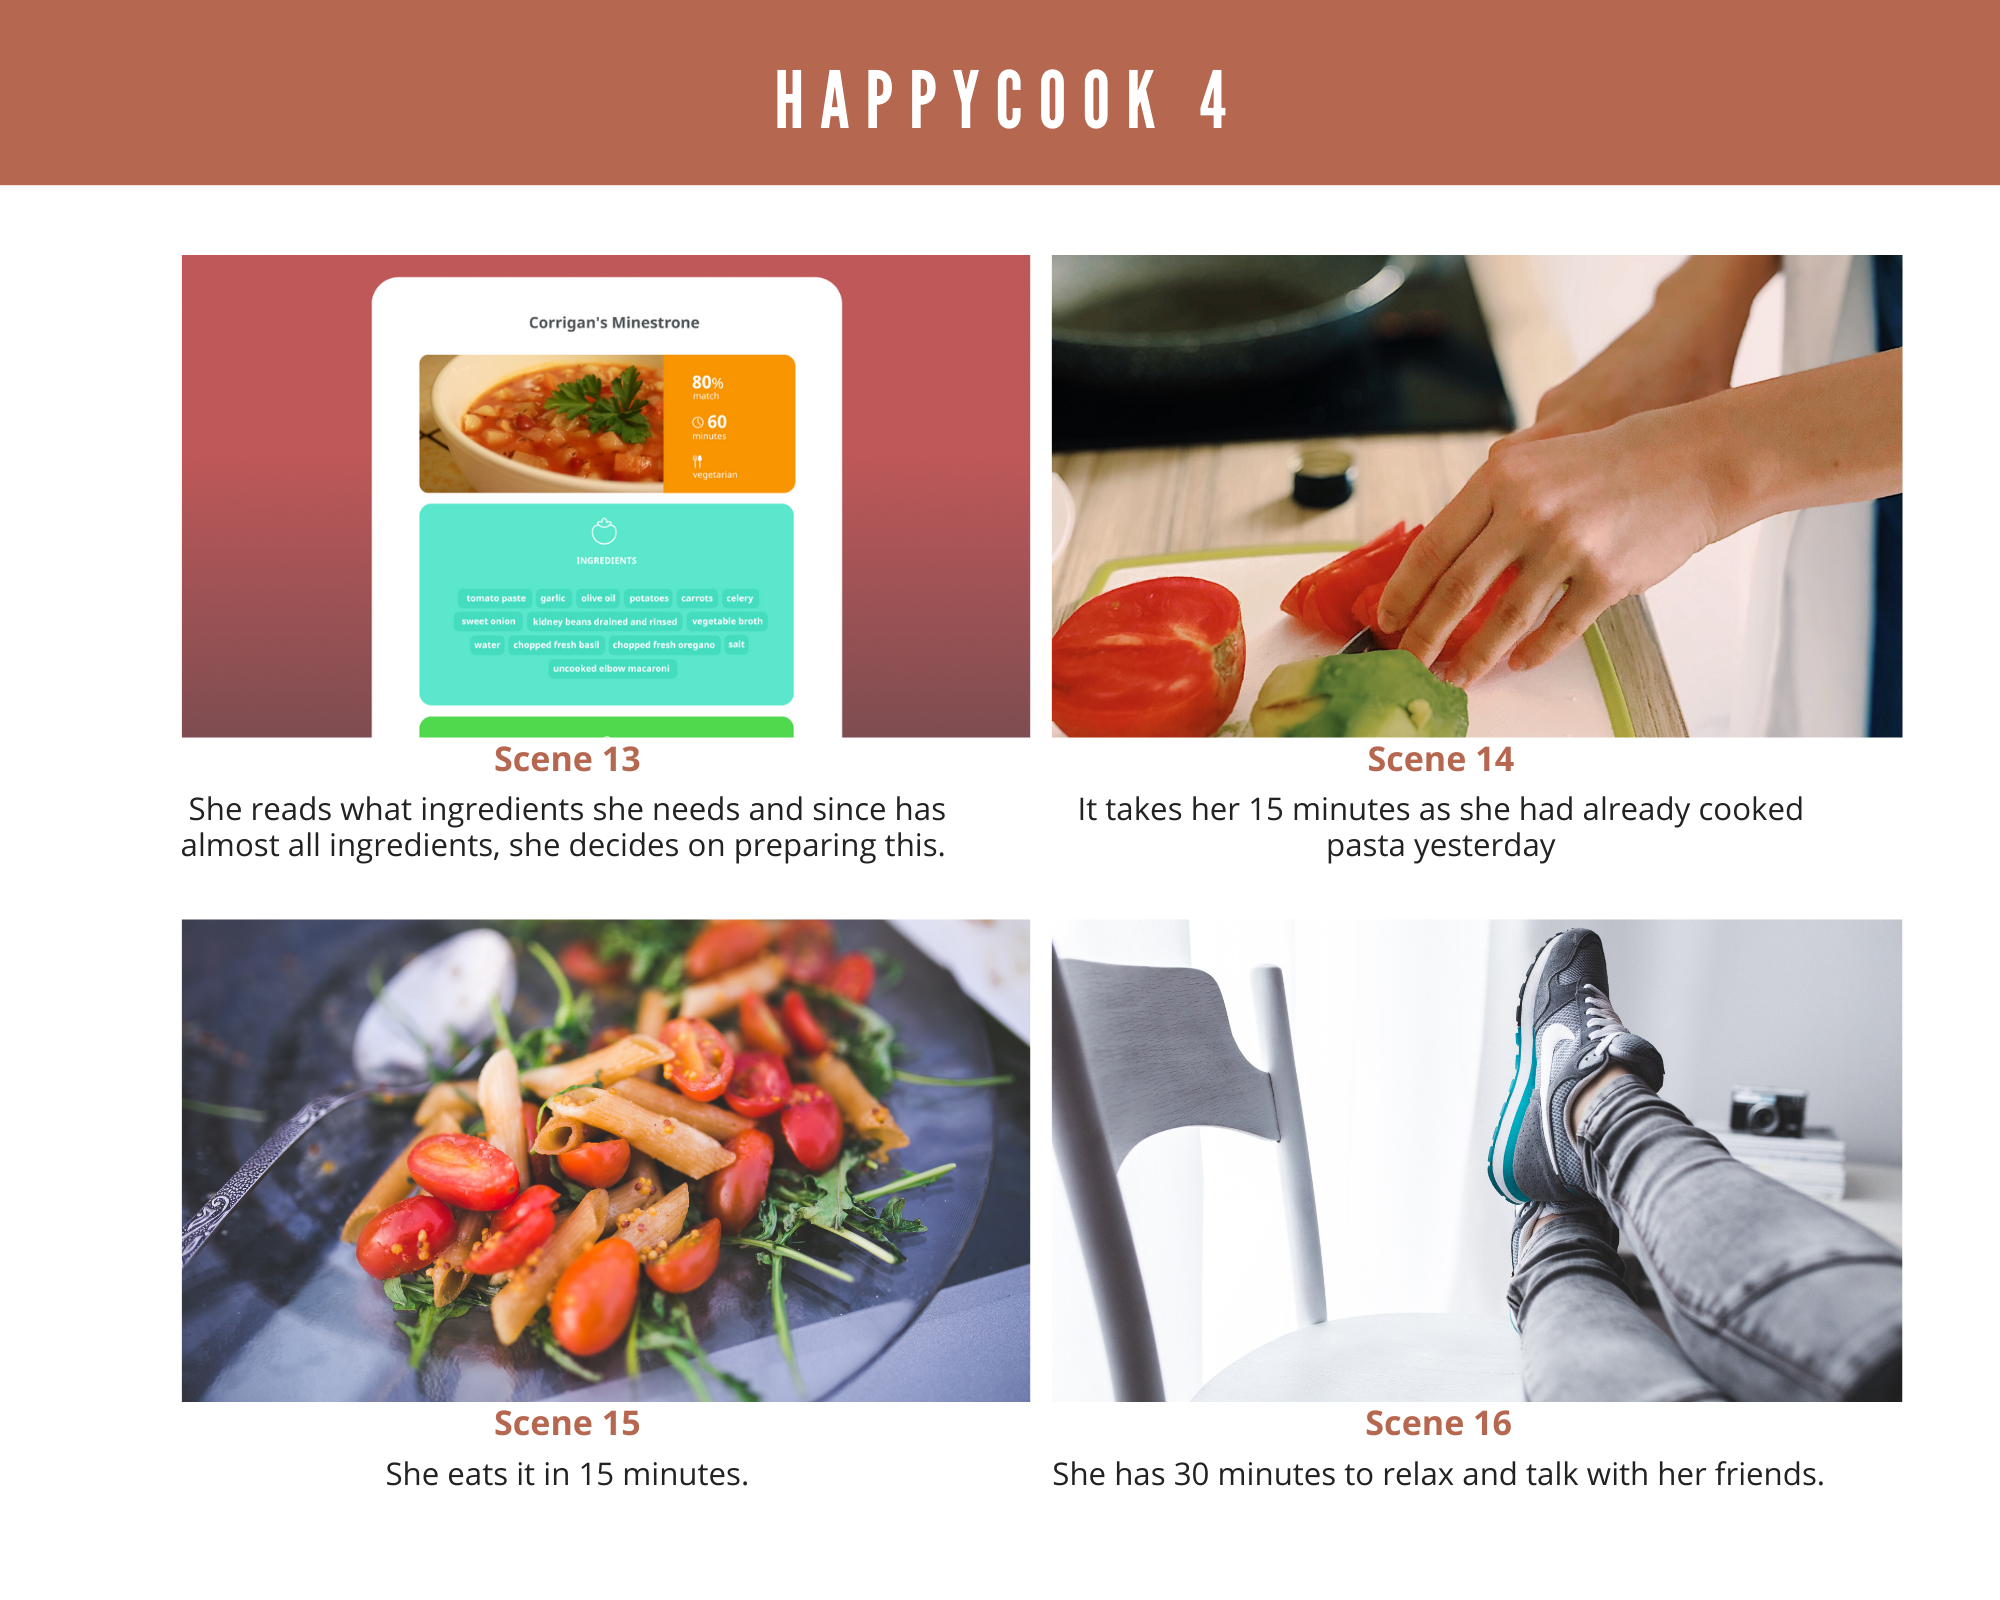 HAPPYCOOK 4
Corrigan's Minestrone
80%
match
60
minutes
vegetarian
INGREDIENTS
tomato paste garlic olive oil potatoes carrots celery
sweet onion kidney beans drained and rinsed vegetable broth
water chopped fresh basil chopped fresh oregano salt
uncooked elbow macaroni
Scene 13
She reads what ingredients she needs and since has
almost all ingredients, she decides on preparing this.
Scene 14
It takes her 15 minutes as she had already cooked
pasta yesterday
Scene 15
She eats it in 15 minutes.
Scene 16
She has 30 minutes to relax and talk with her friends.